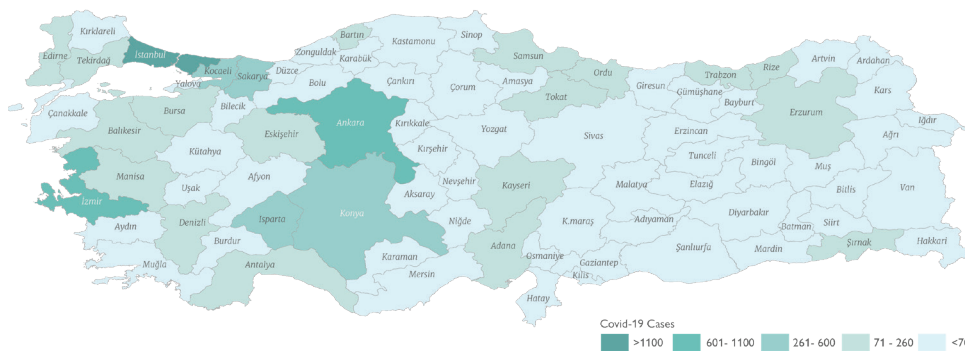 Kırklareli
Edirne
Tekirdağ
İstanbul
Kocaeli
Yalova
Sakarya
Düzce
Zonguldak
Bartın
Karabük
Kastamonu
Sinop
Samsun
Ordu
Giresun
Trabzon
Rize
Artvin
Ardahan
Kars
Iğdır
Çanakkale
Balıkesir
Bursa
Bilecik
Bolu
Çankırı
Çorum
Amasya
Tokat
Gümüşhane
Bayburt
Erzurum
Ağrı
Eskişehir
Ankara
Kırıkkale
Yozgat
Sivas
Erzincan
Kütahya
Kırşehir
Tunceli
Bingöl
Muş
Manisa
Uşak
Afyon
Nevşehir
Kayseri
Malatya
Elazığ
Bitlis
Van
İzmir
Aksaray
Aydın
Denizli
Isparta
Konya
Niğde
K.maraş
Adıyaman
Diyarbakır
Batman
Siirt
Burdur
Muğla
Antalya
Karaman
Mersin
Adana
Osmaniye
Gaziantep
Kilis
Hatay
Şanlıurfa
Mardin
Şırnak
Hakkari
Covid-19 Cases
>1100 601- 1100 261- 600 71 - 260